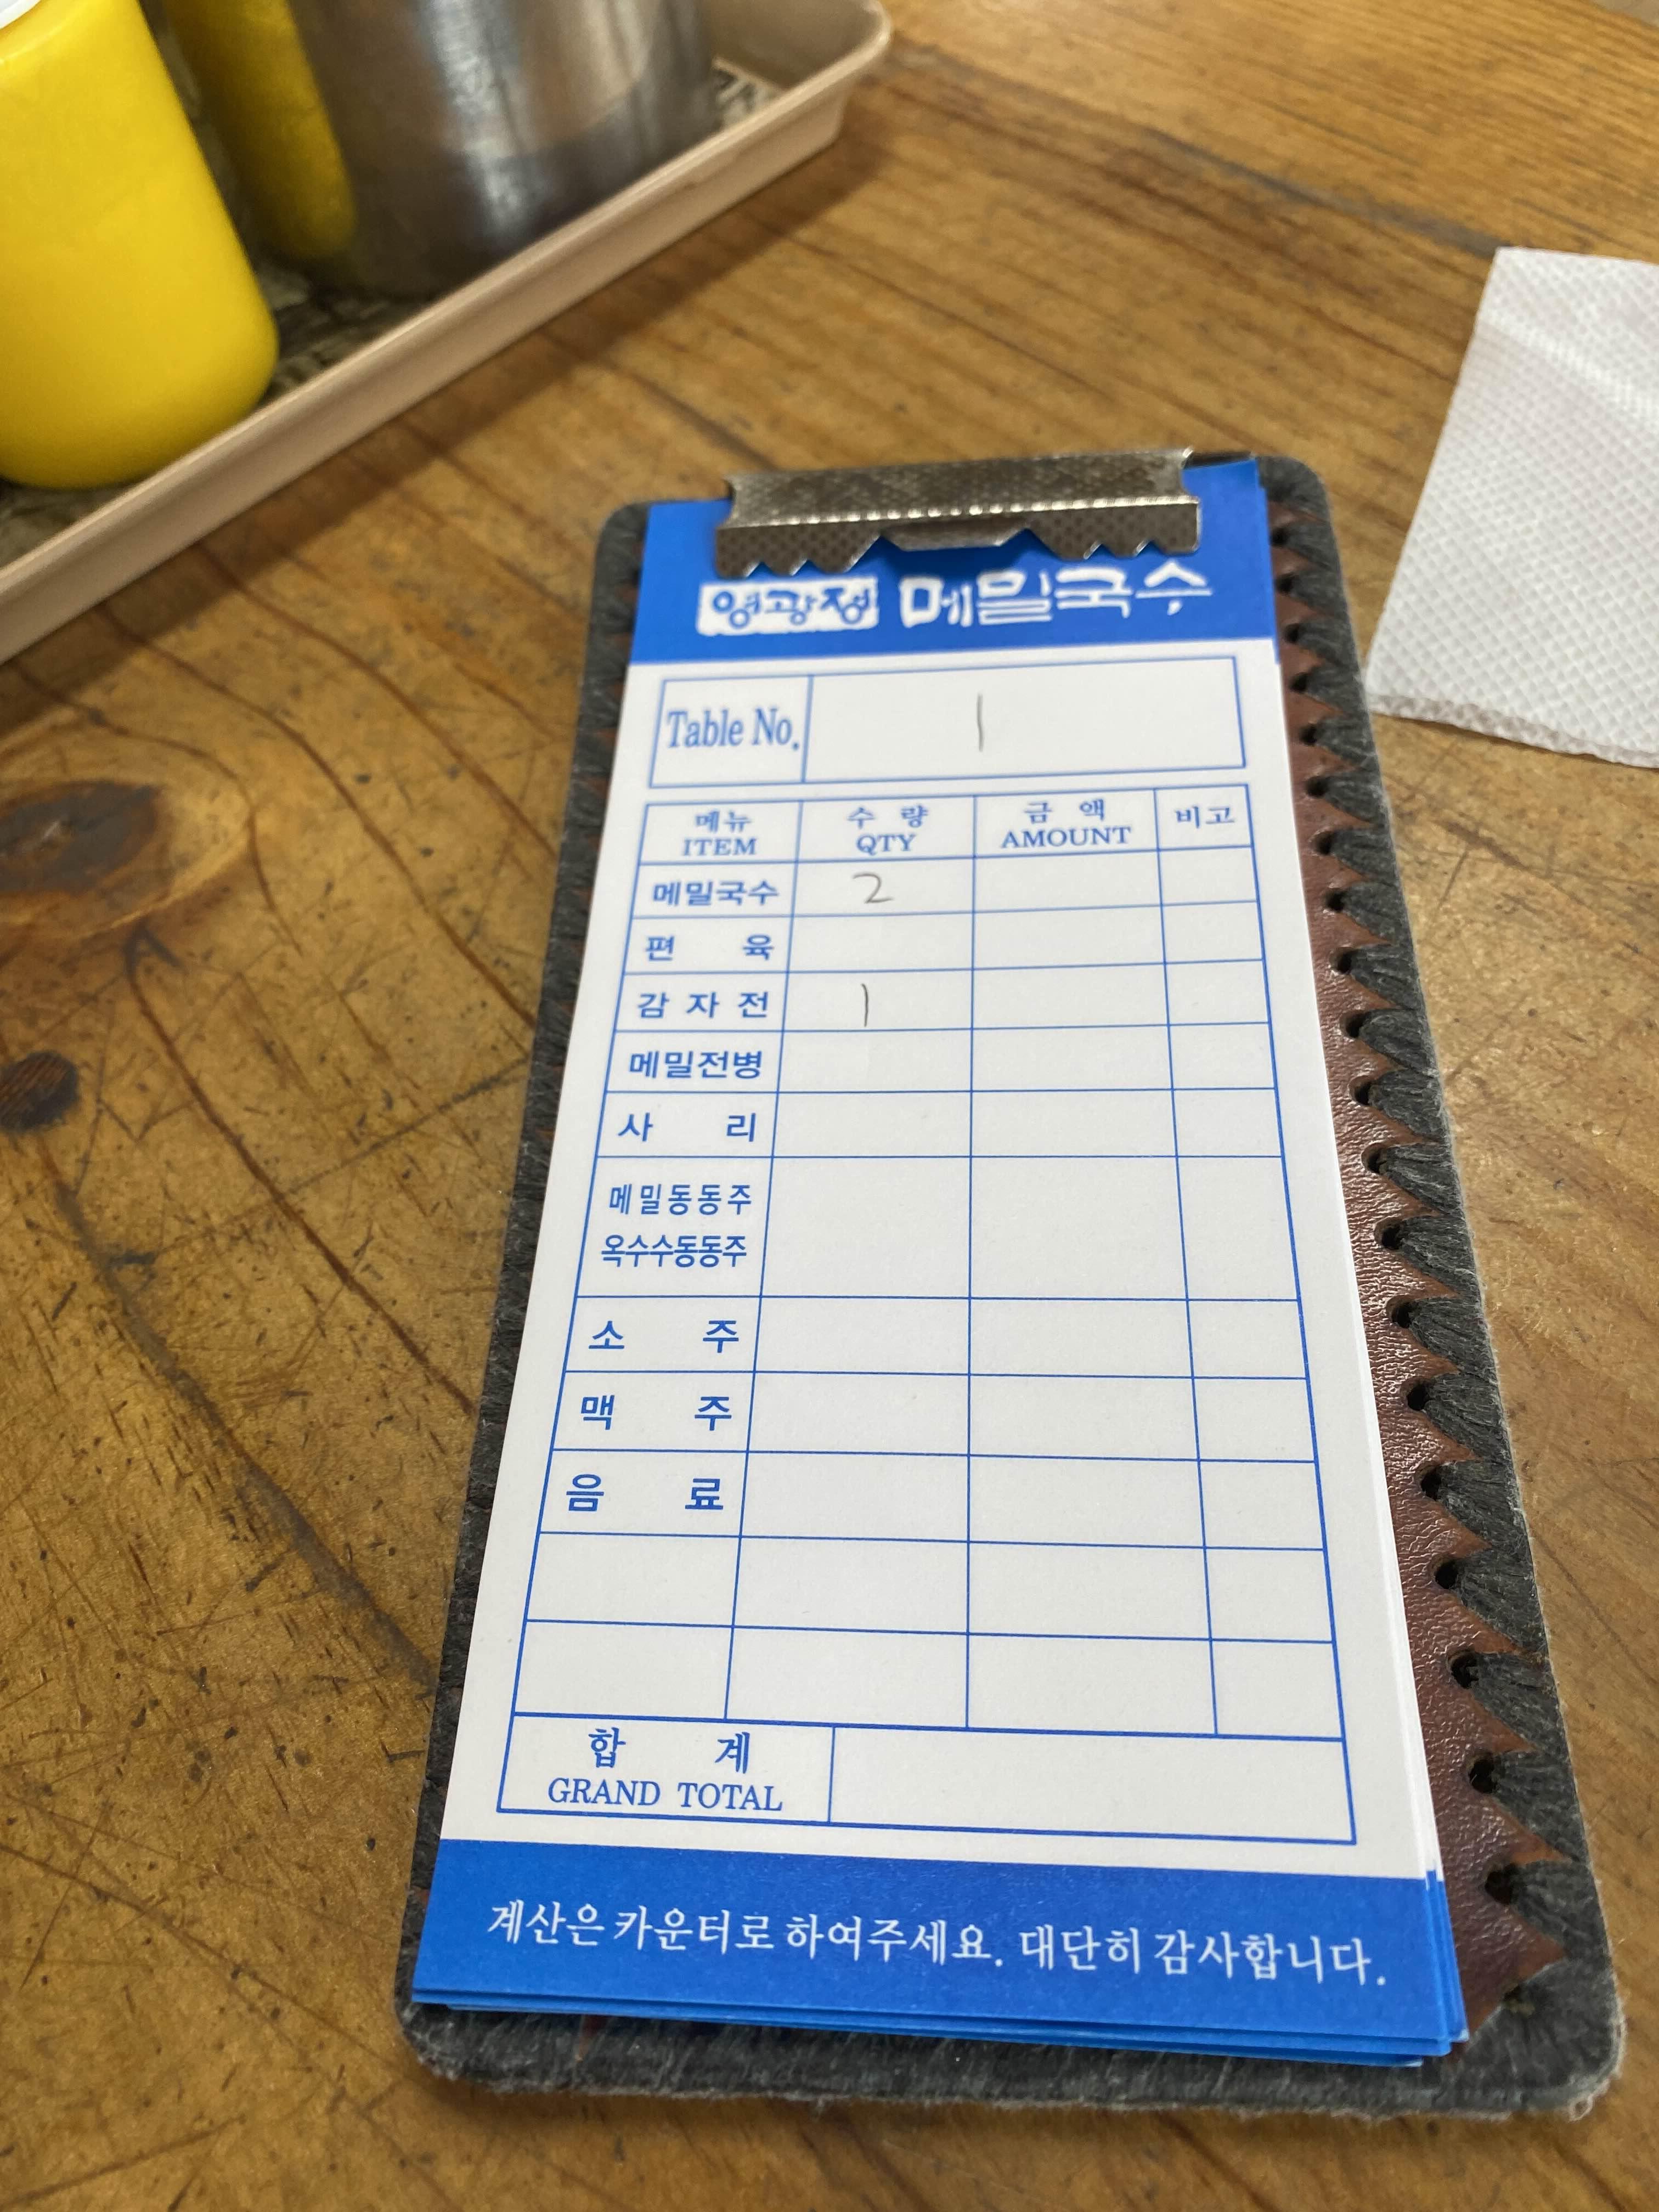 영광정 메밀국수
Table No. 1
메뉴 수 량 금 액 비고
ITEM QTY AMOUNT
메밀국수 2
편 육
감 자 전 1
메밀전병
사 리
메밀동동주
옥수수동동주
소 주
맥 주
음 료
합 계
GRAND TOTAL
계산은 카운터로 하여주세요. 대단히 감사합니다.